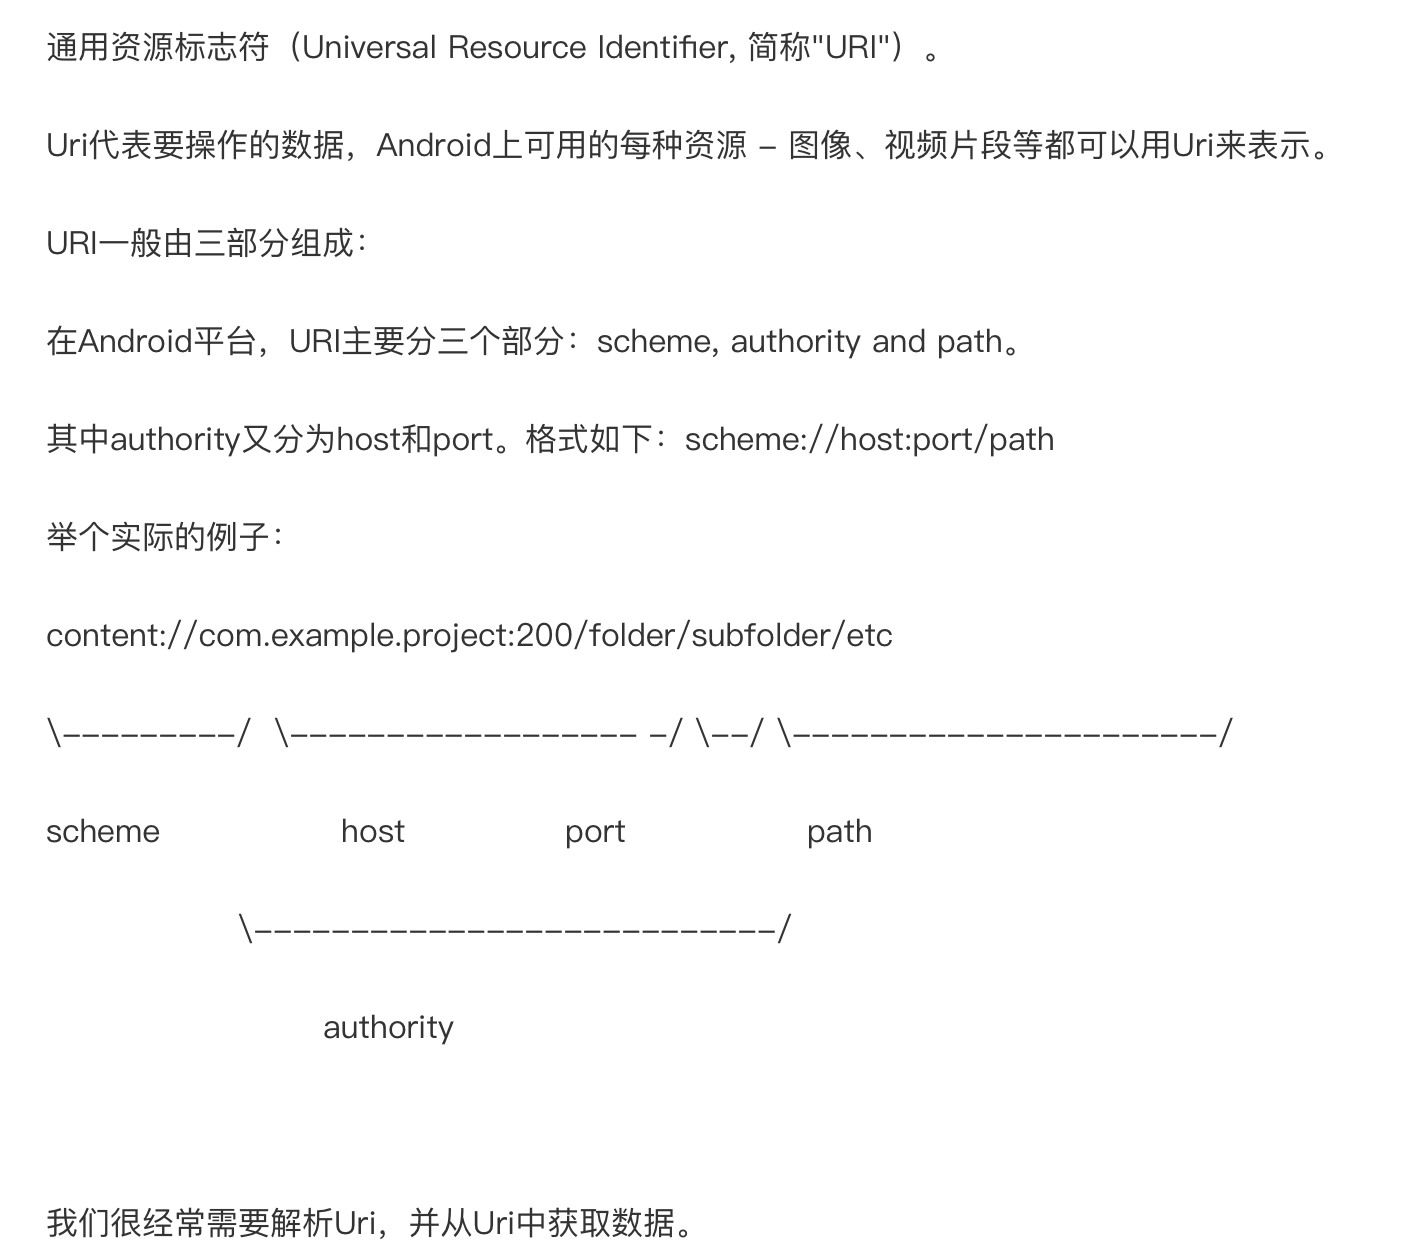 通用资源标志符（Universal Resource Identifier, 简称"URI"）。
Uri代表要操作的数据，Android上可用的每种资源 - 图像、视频片段等都可以用Uri来表示。
URI一般由三部分组成：
在Android平台，URI主要分三个部分：scheme, authority and path。
其中authority又分为host和port。格式如下：scheme://host:port/path
举个实际的例子：
content://com.example.project:200/folder/subfolder/etc
\---------/  \------------------ -/ \--/ \----------------------/
scheme host port path
\---------------------------/
authority
我们很经常需要解析Uri，并从Uri中获取数据。